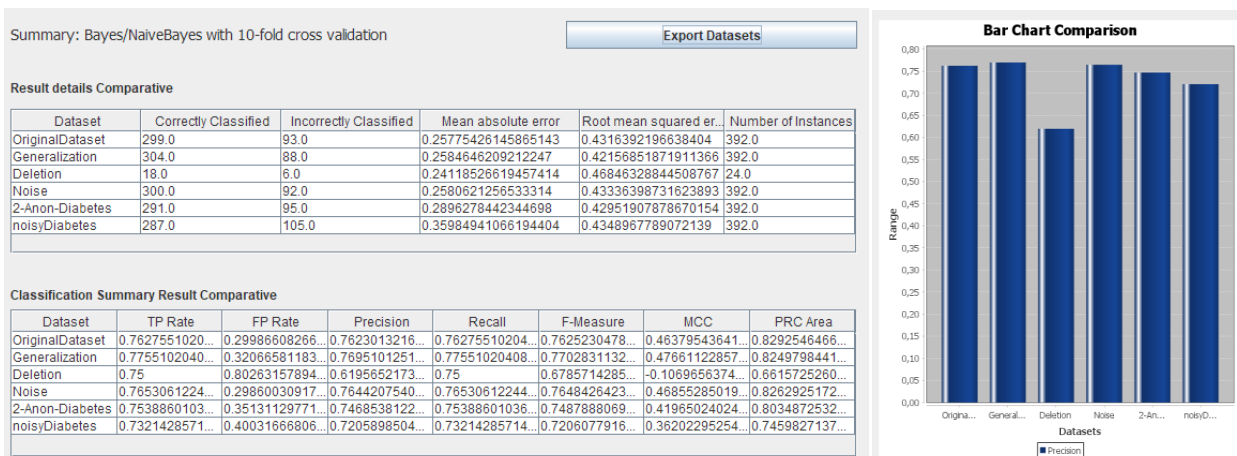 Summary: Bayes/NaiveBayes with 10-fold cross validation
Export Datasets
Result details Comparative
Dataset Correctly Classified Incorrectly Classified Mean absolute error Root mean squared er... Number of Instances
OriginalDataset 299.0 93.0 0.25775426145865143 0.4316392196638404 392.0
Generalization 304.0 88.0 0.2584646209212247 0.42156851871911366 392.0
Deletion 18.0 6.0 0.24118526619457414 0.46846328844508767 24.0
Noise 300.0 92.0 0.25806212565333314 0.43336398731623893 392.0
2-Anon-Diabetes 291.0 95.0 0.2896278442344698 0.42951907878670154 392.0
noisyDiabetes 287.0 105.0 0.35984941066194404 0.4348967789072139 392.0
Classification Summary Result Comparative
Dataset TP Rate FP Rate Precision Recall F-Measure MCC PRC Area
OriginalDataset 0.7627551020... 0.29986608266... 0.7623013216... 0.76275510204... 0.7625230478... 0.46379543641... 0.8292546466...
Generalization 0.7755102040... 0.32066581183... 0.7695101251... 0.77551020408... 0.7702831132... 0.47661122857... 0.8249798441...
Deletion 0.75 0.80263157894... 0.6195652173... 0.75 0.6785714285... -0.1069656374... 0.6615725260...
Noise 0.7653061224... 0.29860030917... 0.7644207540... 0.76530612244... 0.7648426423... 0.46855285019... 0.8262925172...
2-Anon-Diabetes 0.7538860103... 0.35131129771... 0.7468538122... 0.75388601036... 0.7487888069... 0.41965024024... 0.8034872532...
noisyDiabetes 0.7321428571... 0.40031666806... 0.7205898504... 0.73214285714... 0.7206077916... 0.36202295254... 0.7459827137...
Bar Chart Comparison
0,80
0,75
0,70
0,65
0,60
0,55
0,50
0,45
0,40
0,35
0,30
0,25
0,20
0,15
0,10
0,05
0,00
Range
Origina... General... Deletion Noise 2-An... noisyD...
Datasets
Precision